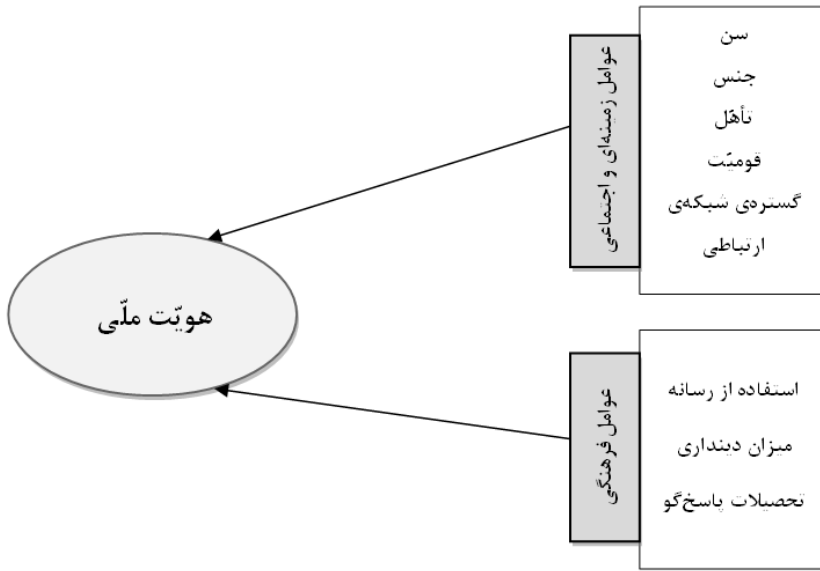 سن
جنس
تأهّل
قومیّت
گستره‌ی شبکه‌ی
ارتباطی
عوامل زمینه‌ای و اجتماعی
هویّت ملّی
استفاده از رسانه
میزان دینداری
تحصیلات پاسخ‌گو
عوامل فرهنگی